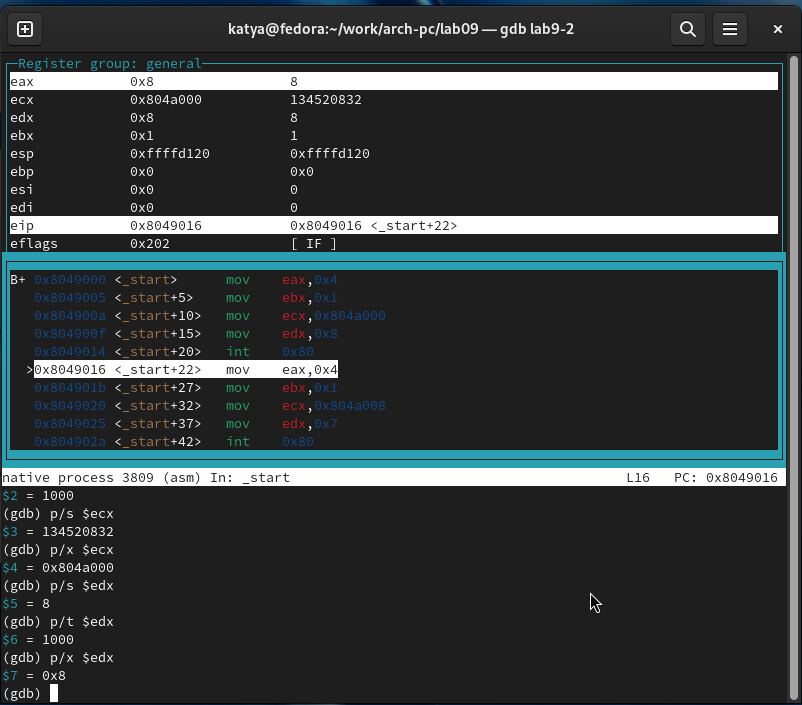 katya@fedora:~/work/arch-pc/lab09 — gdb lab9-2
Register group: general
eax 0x8 8
ecx 0x804a000 134520832
edx 0x8 8
ebx 0x1 1
esp 0xffffd120 0xffffd120
ebp 0x0 0x0
esi 0x0 0
edi 0x0 0
eip 0x8049016 0x8049016 <_start+22>
eflags 0x202 [ IF ]
B+ 0x8049000 <_start> mov eax,0x4
0x8049005 <_start+5> mov ebx,0x1
0x804900a <_start+10> mov ecx,0x804a000
0x804900f <_start+15> mov edx,0x8
0x8049014 <_start+20> int 0x80
>0x8049016 <_start+22> mov eax,0x4
0x804901b <_start+27> mov ebx,0x1
0x8049020 <_start+32> mov ecx,0x804a008
0x8049025 <_start+37> mov edx,0x7
0x804902a <_start+42> int 0x80
native process 3809 (asm) In: _start L16 PC: 0x8049016
$2 = 1000
(gdb) p/s $ecx
$3 = 134520832
(gdb) p/x $ecx
$4 = 0x804a000
(gdb) p/s $edx
$5 = 8
(gdb) p/t $edx
$6 = 1000
(gdb) p/x $edx
$7 = 0x8
(gdb)